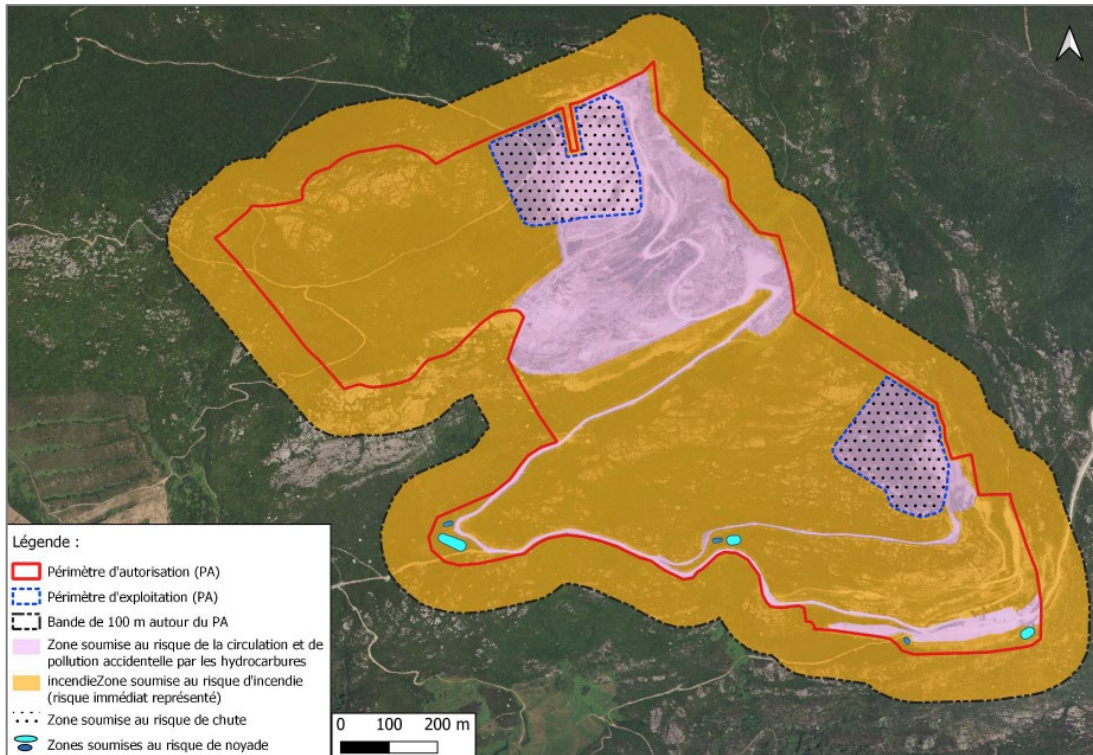 Légende :
Périmètre d'autorisation (PA)
Périmètre d'exploitation (PA)
Bande de 100 m autour du PA
Zone soumise au risque de la circulation et de
pollution accidentelle par les hydrocarbures
incendieZone soumise au risque d'incendie
(risque immédiat représenté)
Zone soumise au risque de chute
Zones soumises au risque de noyade
0 100 200 m